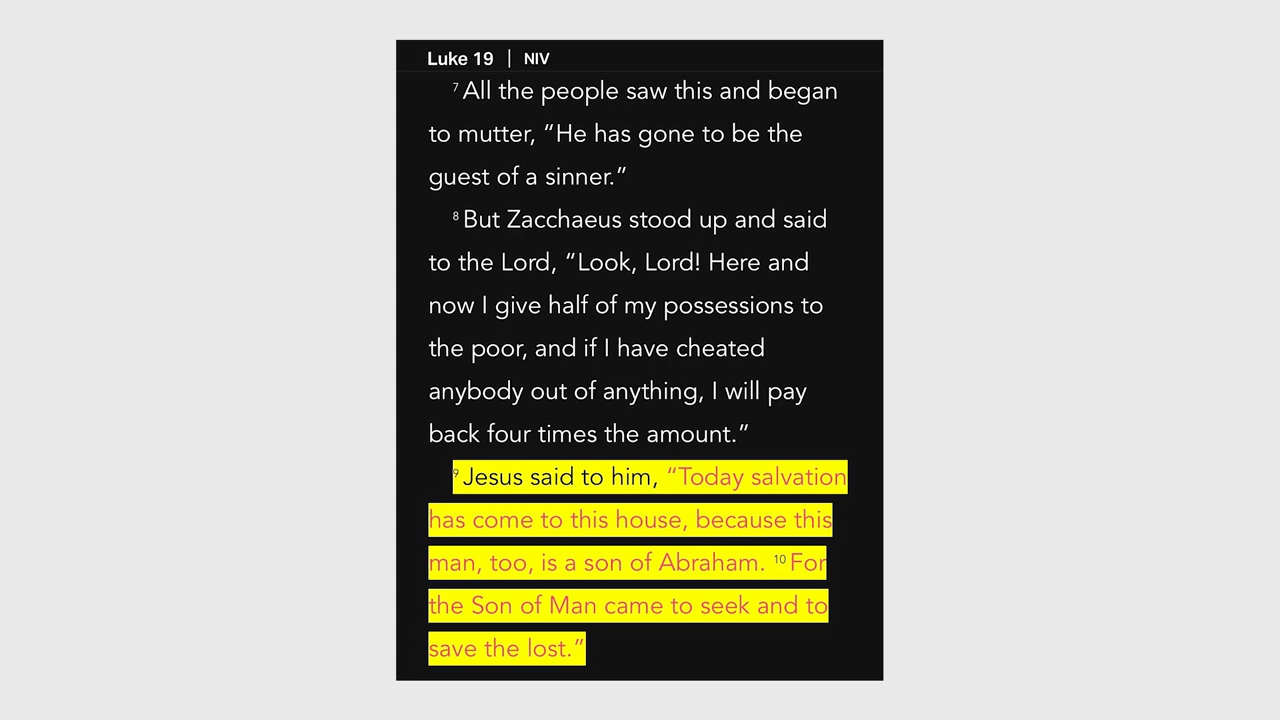 Luke 19 | NIV
7 All the people saw this and began
to mutter, “He has gone to be the
guest of a sinner.”
8 But Zacchaeus stood up and said
to the Lord, “Look, Lord! Here and
now I give half of my possessions to
the poor, and if I have cheated
anybody out of anything, I will pay
back four times the amount.”
9 Jesus said to him, “Today salvation
has come to this house, because this
man, too, is a son of Abraham. 10 For
the Son of Man came to seek and to
save the lost.”